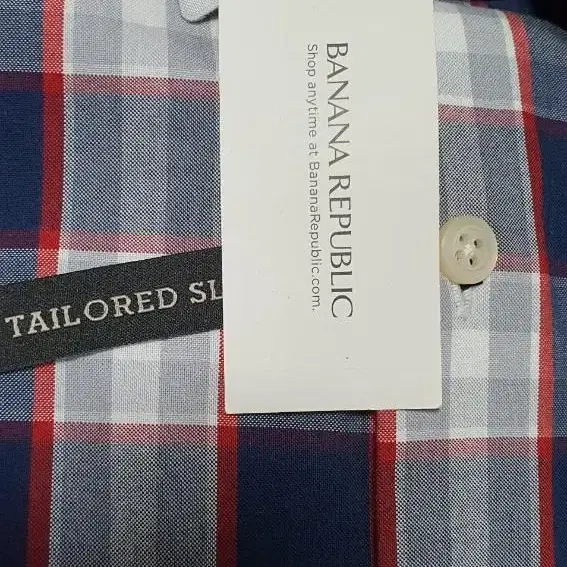 BANANA REPUBLIC
Shop anytime at BananaRepublic.com.
TAILORED SL